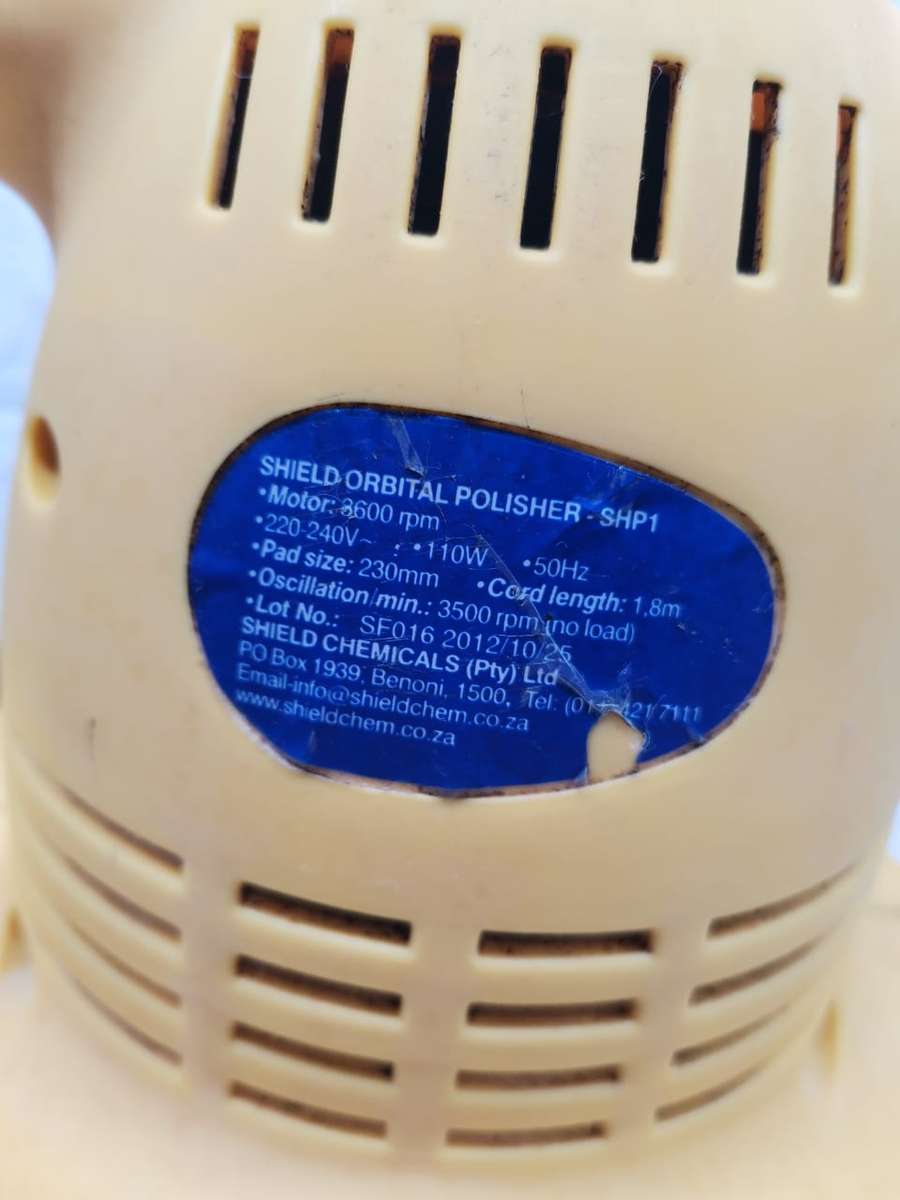 SHIELD ORBITAL POLISHER - SHP1
•Motor: 3600 rpm
•220-240V~ : •110W •50Hz
•Pad size: 230mm •Cord length: 1,8m
•Oscillation/min.: 3500 rpm (no load)
•Lot No.: SF016 2012/10/25
SHIELD CHEMICALS (Pty) Ltd
PO Box 1939, Benoni, 1500, Tel: 421 7111
Email-info@shieldchem.co.za
www.shieldchem.co.za